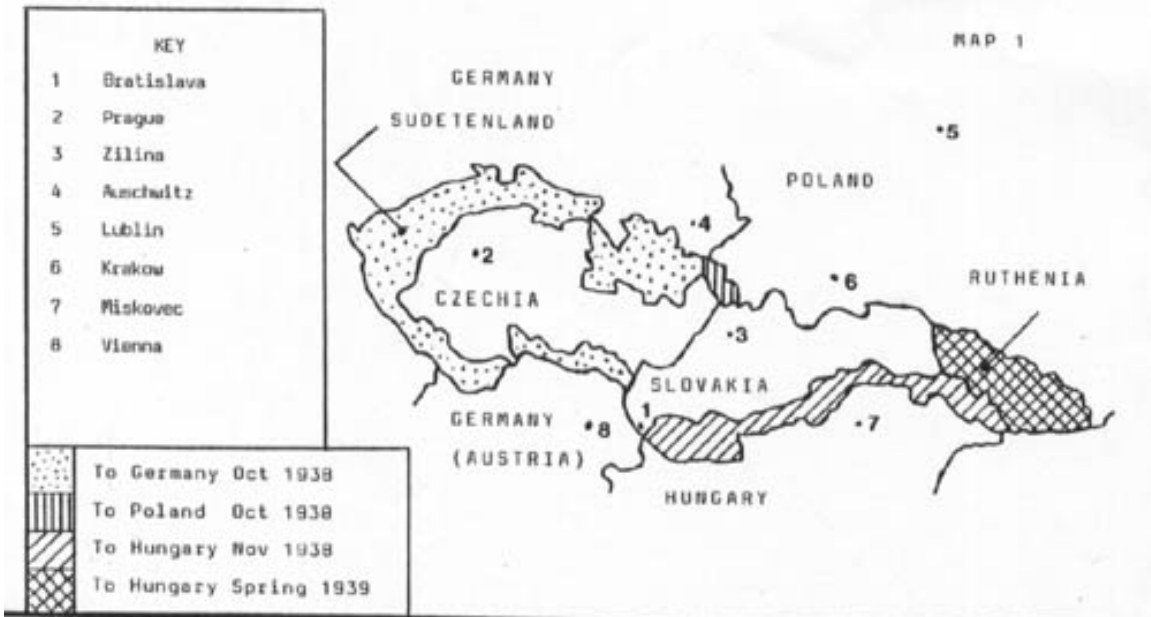 KEY
1 Bratislava
2 Prague
3 Zilina
4 Auschwitz
5 Lublin
6 Krakow
7 Miskovec
8 Vienna
To Germany Oct 1938
To Poland Oct 1938
To Hungary Nov 1938
To Hungary Spring 1939
MAP 1
GERMANY
SUDETENLAND
5
POLAND
4
2
6
RUTHENIA
CZECHIA
3
SLOVAKIA
GERMANY
(AUSTRIA)
8
1
7
HUNGARY